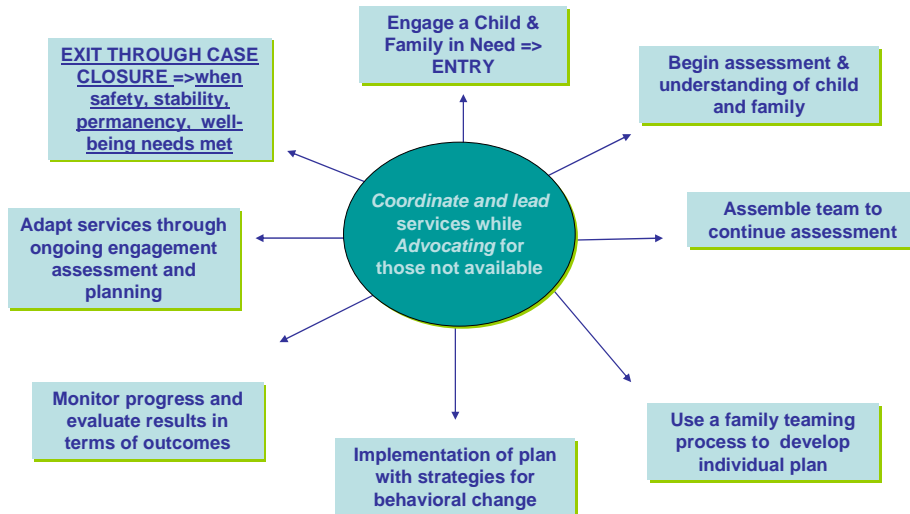 Engage a Child &
Family in Need =>
ENTRY
Begin assessment &
understanding of child
and family
Assemble team to
continue assessment
Use a family teaming
process to  develop
individual plan
Implementation of plan
with strategies for
behavioral change
Monitor progress and
evaluate results in
terms of outcomes
Adapt services through
ongoing engagement
assessment and
planning
EXIT THROUGH CASE
CLOSURE =>when
safety, stability,
permanency,  well-
being needs met
Coordinate and lead
services while
Advocating for
those not available